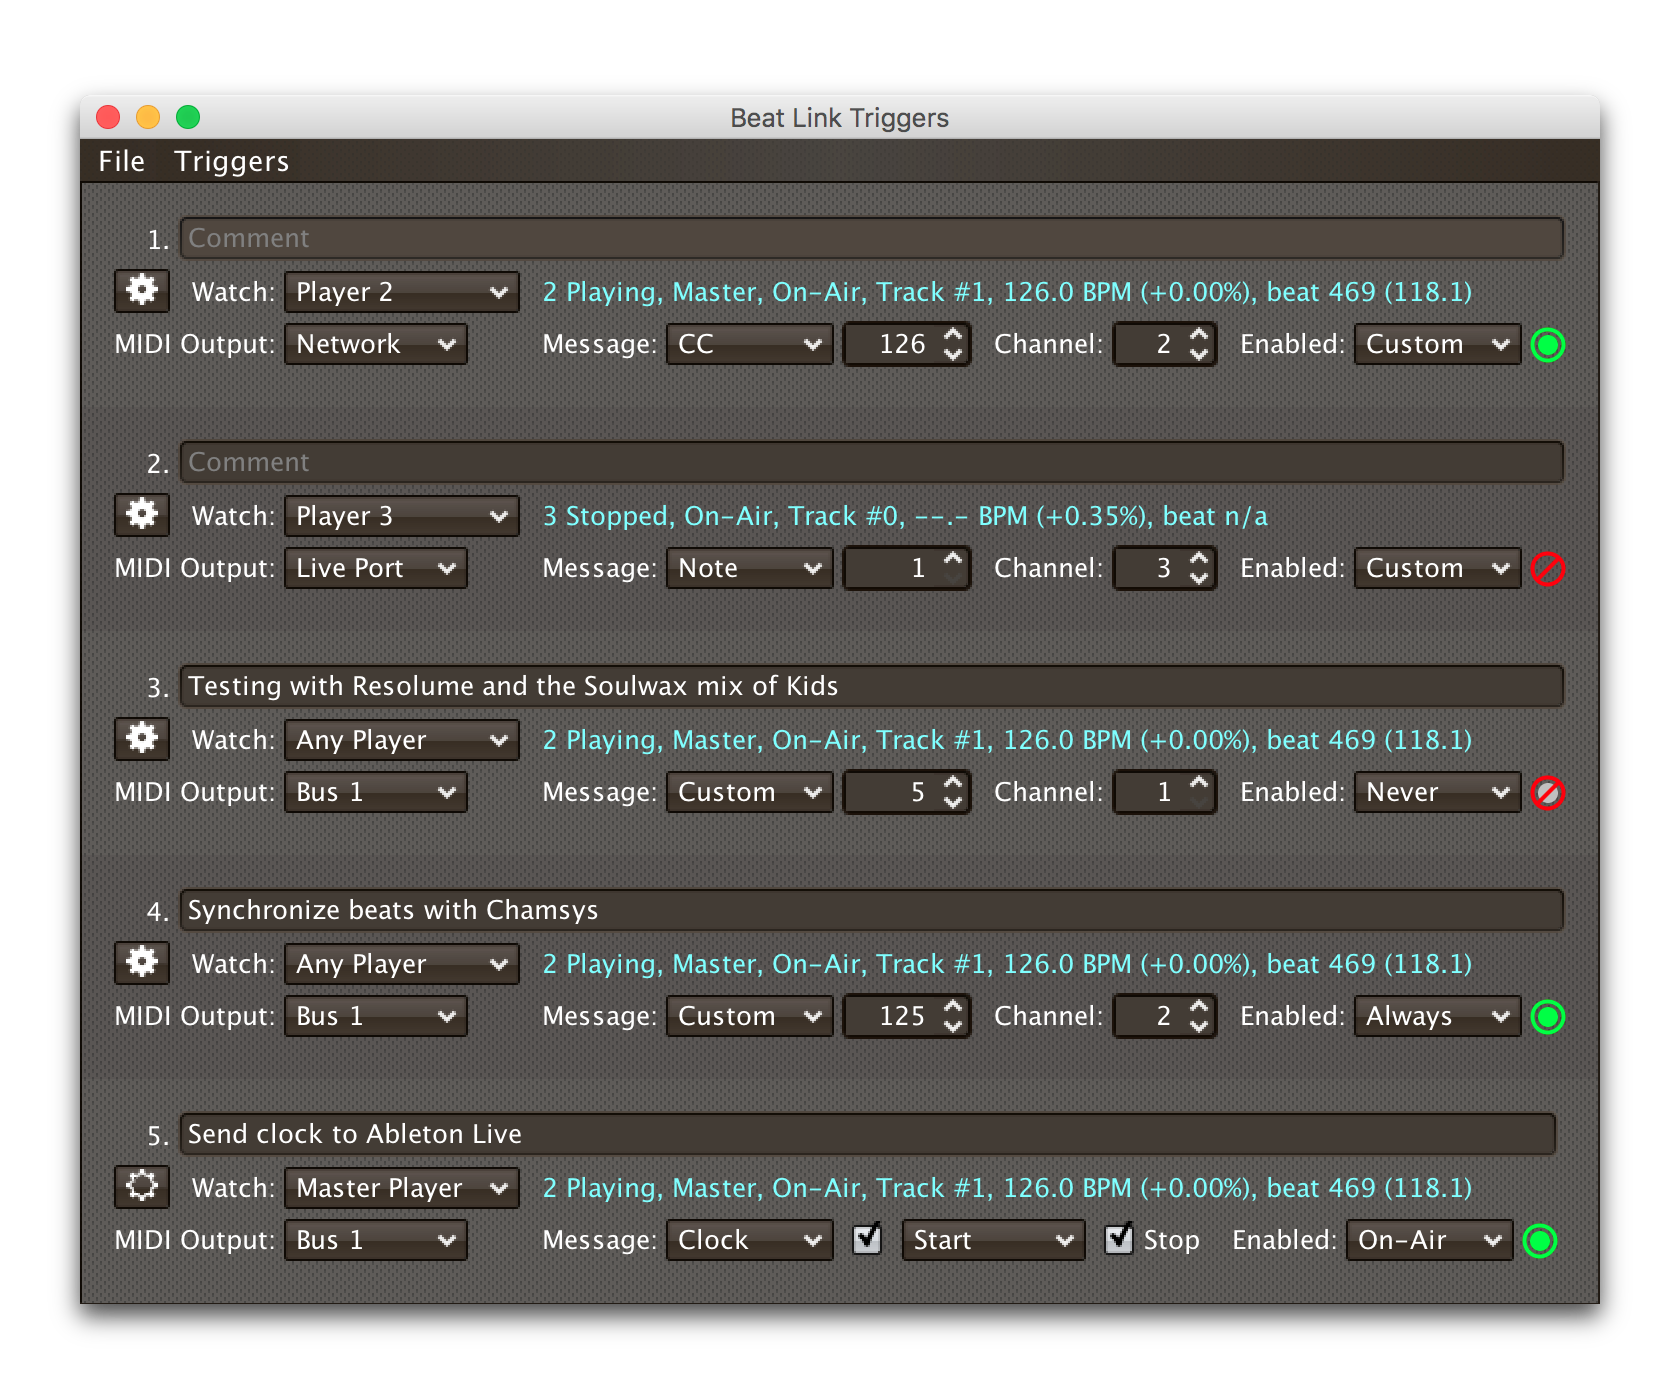 Beat Link Triggers
File Triggers
1. Comment
Watch: Player 2 2 Playing, Master, On-Air, Track #1, 126.0 BPM (+0.00%), beat 469 (118.1)
MIDI Output: Network Message: CC 126 Channel: 2 Enabled: Custom
2. Comment
Watch: Player 3 3 Stopped, On-Air, Track #0, --.- BPM (+0.35%), beat n/a
MIDI Output: Live Port Message: Note 1 Channel: 3 Enabled: Custom
3. Testing with Resolume and the Soulwax mix of Kids
Watch: Any Player 2 Playing, Master, On-Air, Track #1, 126.0 BPM (+0.00%), beat 469 (118.1)
MIDI Output: Bus 1 Message: Custom 5 Channel: 1 Enabled: Never
4. Synchronize beats with Chamsys
Watch: Any Player 2 Playing, Master, On-Air, Track #1, 126.0 BPM (+0.00%), beat 469 (118.1)
MIDI Output: Bus 1 Message: Custom 125 Channel: 2 Enabled: Always
5. Send clock to Ableton Live
Watch: Master Player 2 Playing, Master, On-Air, Track #1, 126.0 BPM (+0.00%), beat 469 (118.1)
MIDI Output: Bus 1 Message: Clock Start Stop Enabled: On-Air